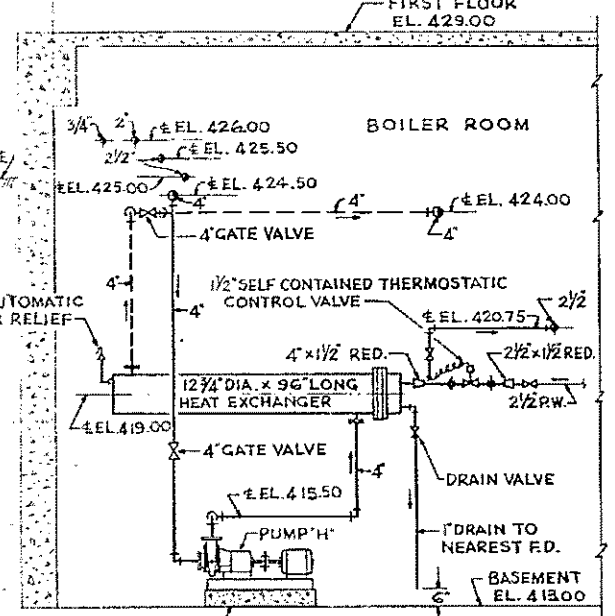 FIRST FLOOR
EL. 429.00
BOILER ROOM
3/4"
2"
℄ EL. 426.00
2 1/2"
℄ EL. 425.50
℄ EL. 425.00
℄ EL. 424.50
4"
4"
℄ EL. 424.00
4"
4" GATE VALVE
4"
4"
1 1/2" SELF CONTAINED THERMOSTATIC
CONTROL VALVE
2 1/2
℄ EL. 420.75
UTOMATIC
R RELIEF
4" X 1 1/2" RED.
2 1/2" X 1 1/2 RED.
12 3/4" DIA. X 96" LONG
HEAT EXCHANGER
2 1/2 P.W.
℄ EL. 419.00
4" GATE VALVE
4"
DRAIN VALVE
℄ EL. 415.50
PUMP "H"
1" DRAIN TO
NEAREST F.D.
6"
BASEMENT
EL. 413.00